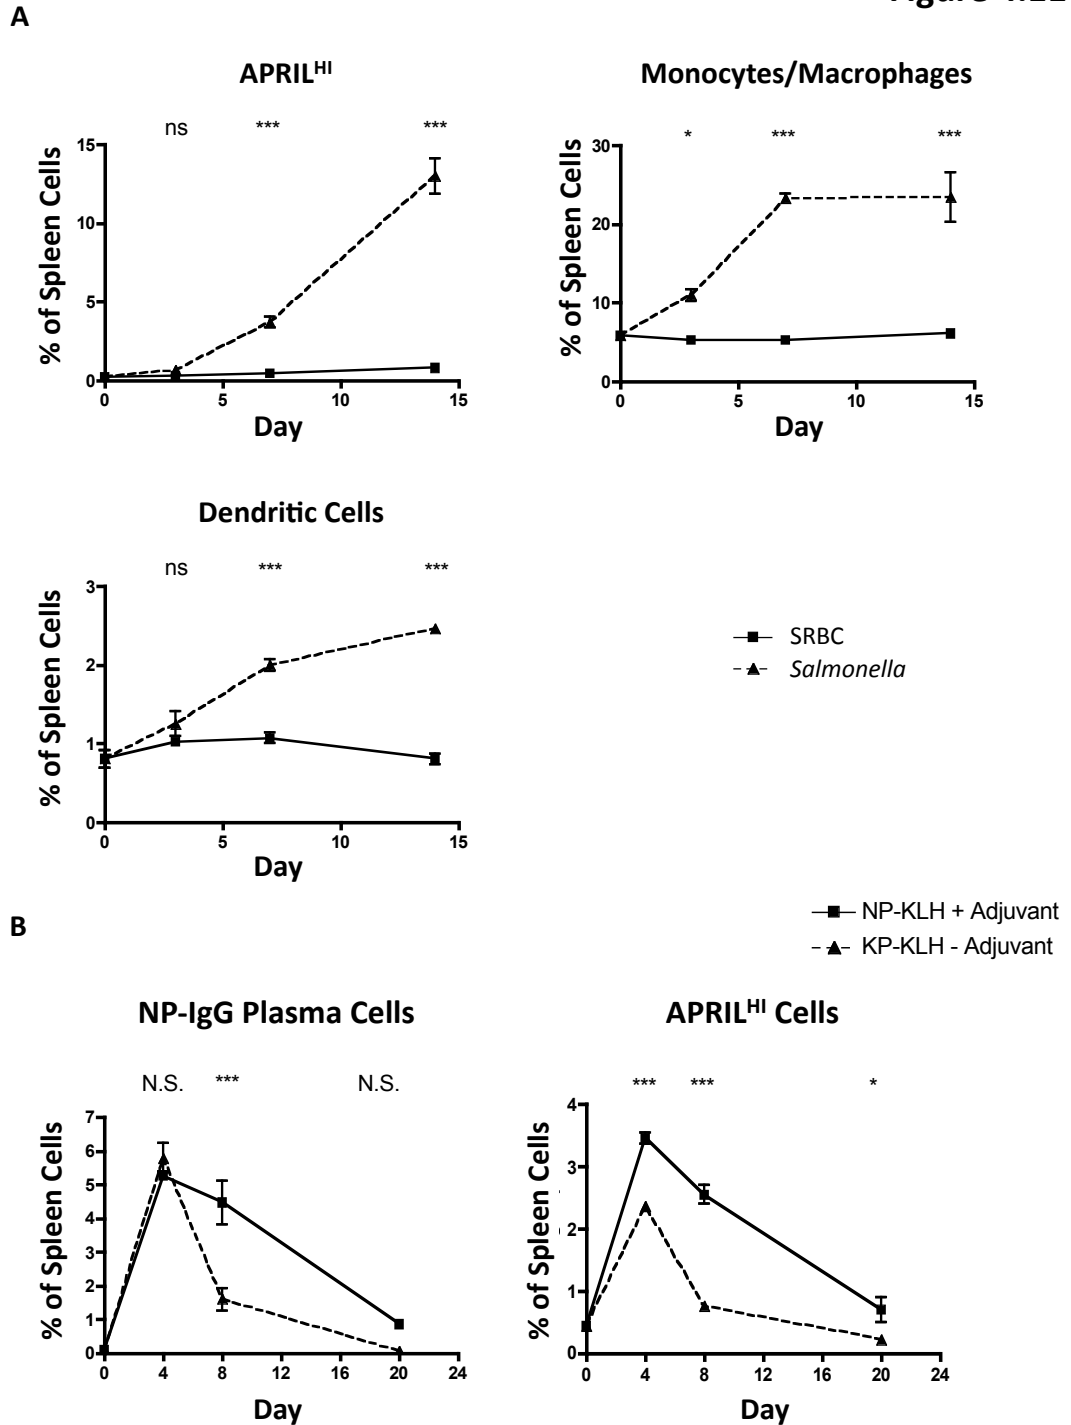 A
APRILHI
ns *** ***
15
10
5
0
0 5 10 15
% of Spleen Cells
Day
Monocytes/Macrophages
* *** ***
30
20
10
0
0 5 10 15
% of Spleen Cells
Day
Dendritic Cells
ns *** ***
3
2
1
0
0 5 10 15
% of Spleen Cells
Day
SRBC
Salmonella
B
NP-KLH + Adjuvant
KP-KLH - Adjuvant
NP-IgG Plasma Cells
N.S. *** N.S.
7
6
5
4
3
2
1
0
0 4 8 12 16 20 24
% of Spleen Cells
Day
APRILHI Cells
*** *** *
4
3
2
1
0
0 4 8 12 16 20 24
% of Spleen Cells
Day